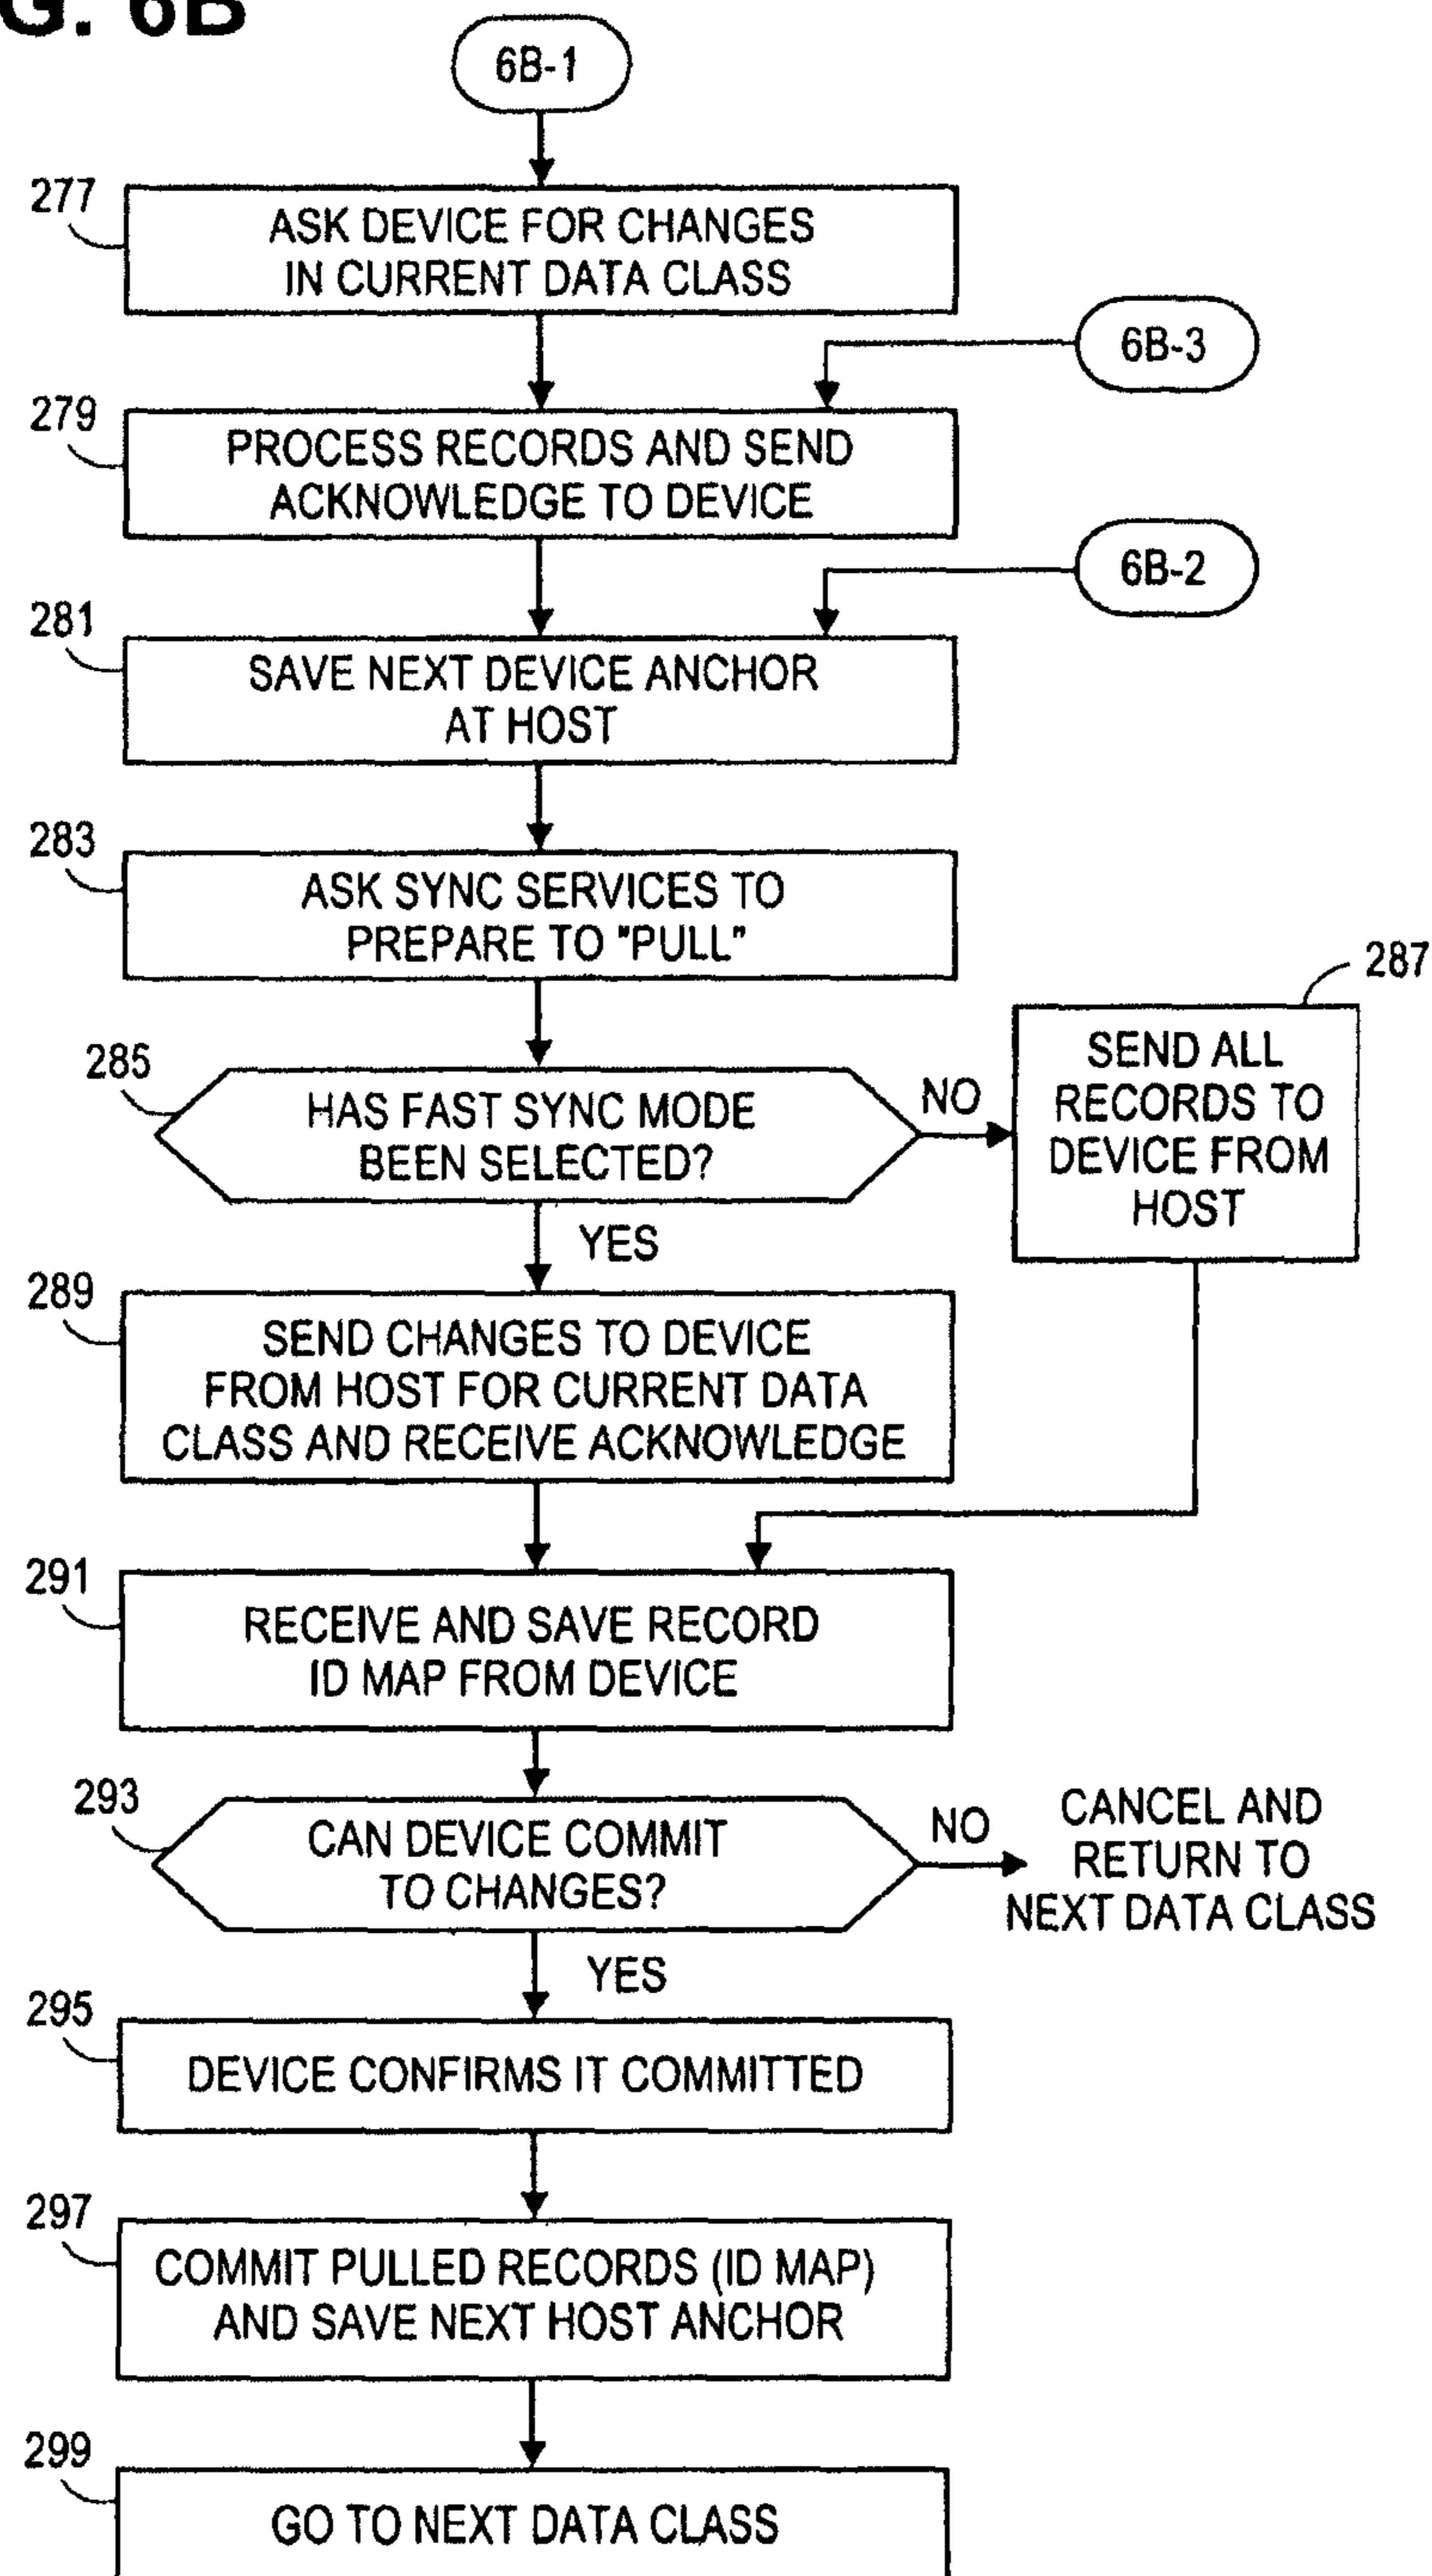 G. 6B
6B-1
277
ASK DEVICE FOR CHANGES
IN CURRENT DATA CLASS
6B-3
279
PROCESS RECORDS AND SEND
ACKNOWLEDGE TO DEVICE
6B-2
281
SAVE NEXT DEVICE ANCHOR
AT HOST
283
ASK SYNC SERVICES TO
PREPARE TO "PULL"
285
HAS FAST SYNC MODE
BEEN SELECTED?
NO
287
SEND ALL
RECORDS TO
DEVICE FROM
HOST
YES
289
SEND CHANGES TO DEVICE
FROM HOST FOR CURRENT DATA
CLASS AND RECEIVE ACKNOWLEDGE
291
RECEIVE AND SAVE RECORD
ID MAP FROM DEVICE
293
CAN DEVICE COMMIT
TO CHANGES?
NO
CANCEL AND
RETURN TO
NEXT DATA CLASS
YES
295
DEVICE CONFIRMS IT COMMITTED
297
COMMIT PULLED RECORDS (ID MAP)
AND SAVE NEXT HOST ANCHOR
299
GO TO NEXT DATA CLASS